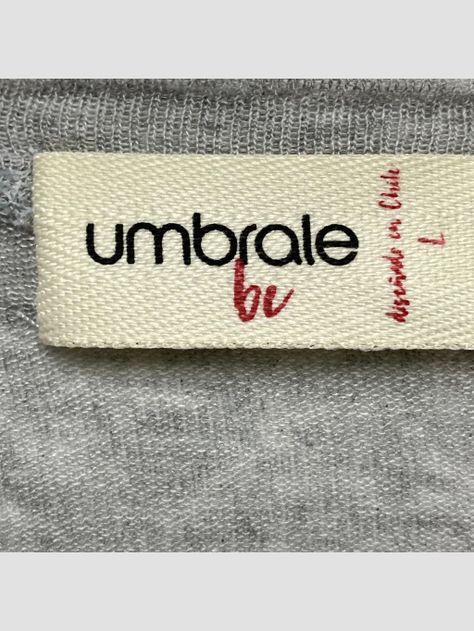 umbrale
be
diseñado en Chile
L